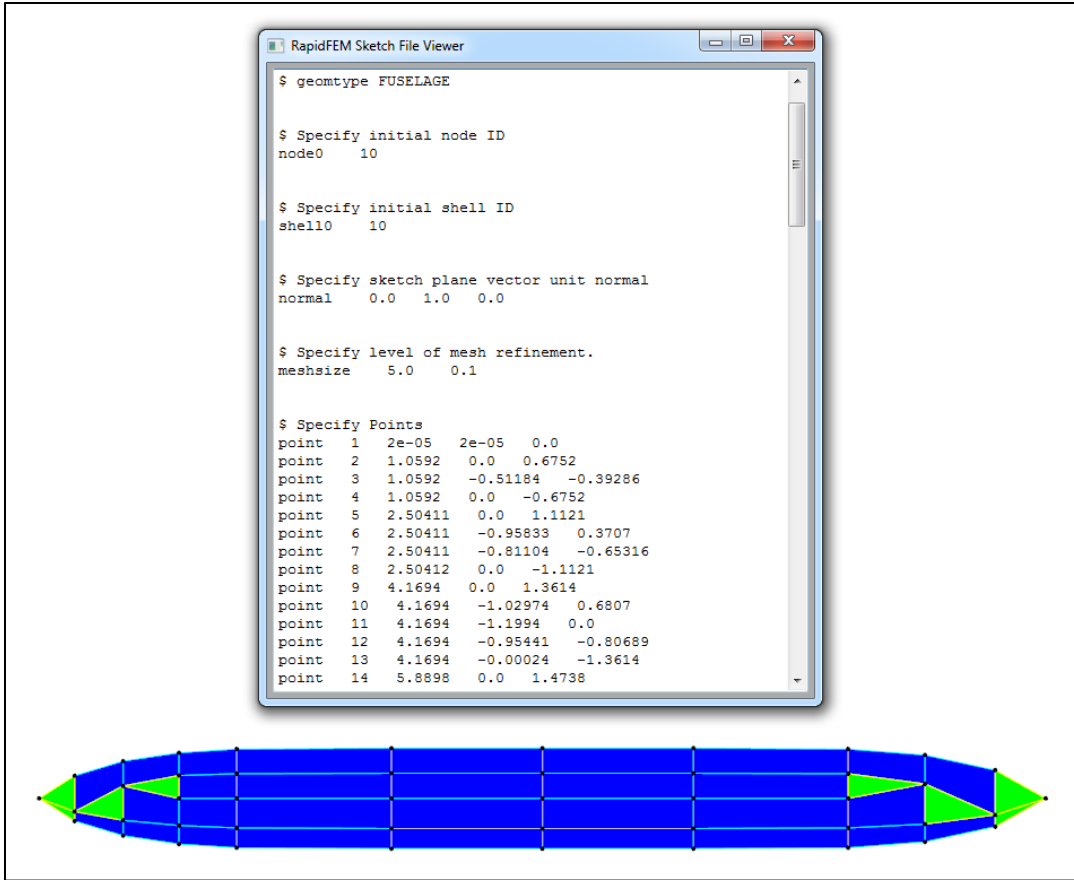 RapidFEM Sketch File Viewer
$ geomtype FUSELAGE
$ Specify initial node ID
node0 10
$ Specify initial shell ID
shell0 10
$ Specify sketch plane vector unit normal
normal 0.0 1.0 0.0
$ Specify level of mesh refinement.
meshsize 5.0 0.1
$ Specify Points
point 1 2e-05 2e-05 0.0
point 2 1.0592 0.0 0.6752
point 3 1.0592 -0.51184 -0.39286
point 4 1.0592 0.0 -0.6752
point 5 2.50411 0.0 1.1121
point 6 2.50411 -0.95833 0.3707
point 7 2.50411 -0.81104 -0.65316
point 8 2.50412 0.0 -1.1121
point 9 4.1694 0.0 1.3614
point 10 4.1694 -1.02974 0.6807
point 11 4.1694 -1.1994 0.0
point 12 4.1694 -0.95441 -0.80689
point 13 4.1694 -0.00024 -1.3614
point 14 5.8898 0.0 1.4738